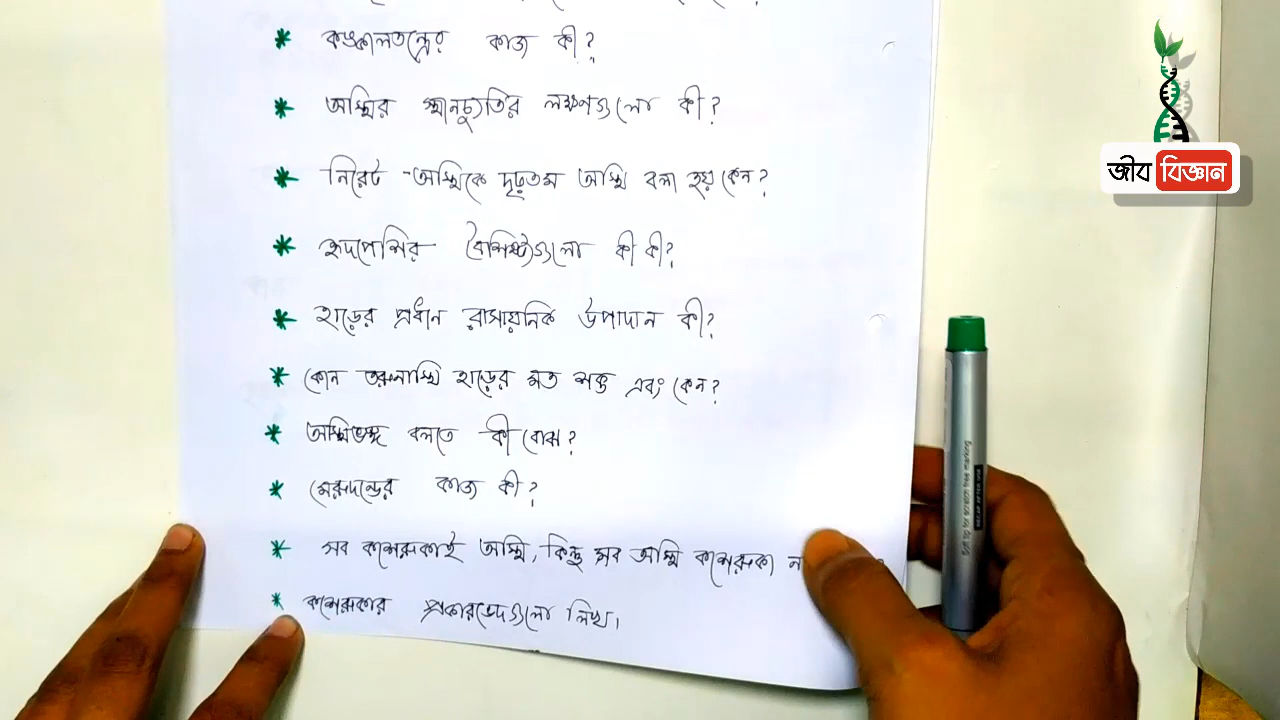 * কঙ্কালতন্ত্রের কাজ কী?
* অস্থির স্থানচ্যুতির লক্ষণগুলো কী?
* নিরেট -অস্থিকে দৃঢ়তম অস্থি বলা হয় কেন?
* হৃদপেশির বৈশিষ্ট্যগুলো কী কী?
* হাড়ের প্রধান রাসায়নিক উপাদান কী?
* কোন তরুনাস্থি হাড়ের মত শক্ত এবং কেন?
* অস্থিভঙ্গ বলতে কী বোঝ?
* মেরুদন্ডের কাজ কী?
* সব কশেরুকাই অস্থি, কিন্তু সব অস্থি কশেরুকা
* কশেরুকার প্রকারভেদগুলো লিখ।
জীব বিজ্ঞান